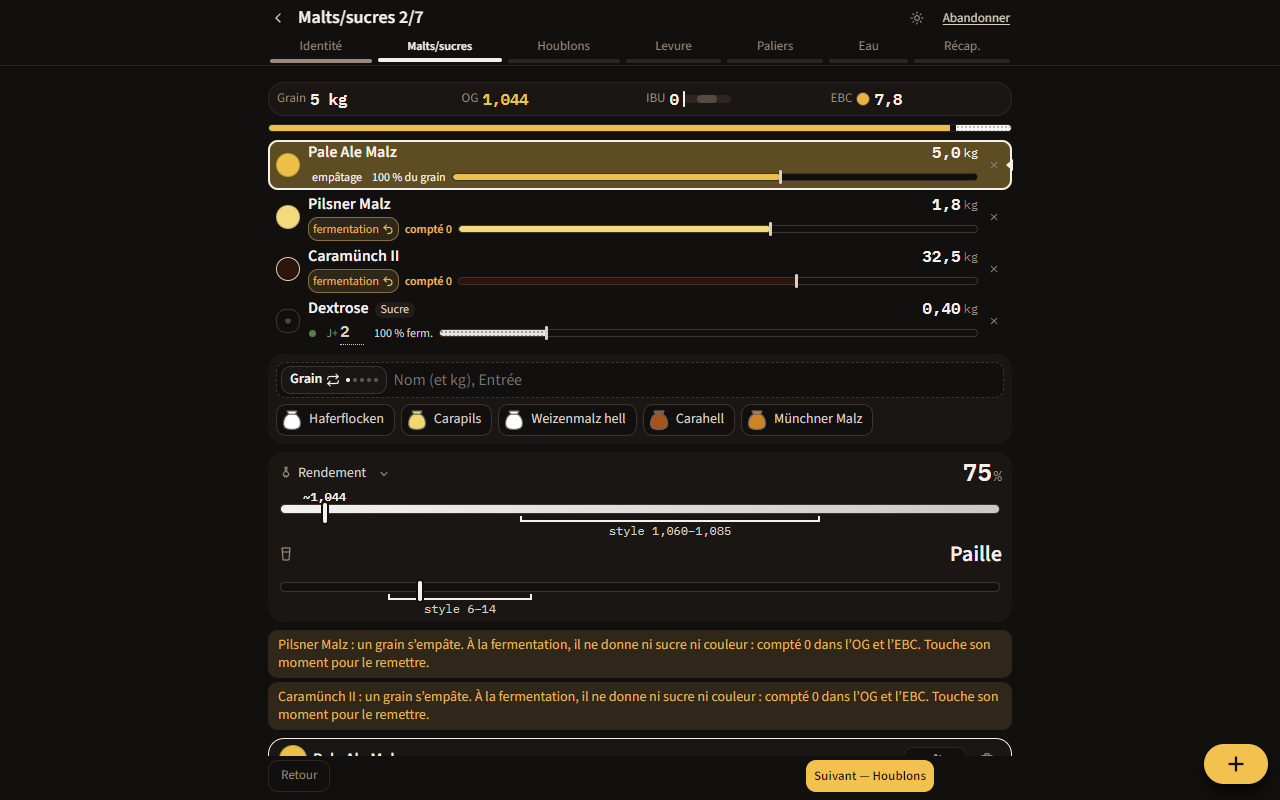 Malts/sucres 2/7
Abandonner
Identité Malts/sucres Houblons Levure Paliers Eau Récap.
Grain 5 kg OG 1,044 IBU 0 EBC 7,8
Pale Ale Malz 5,0 kg
empâtage 100 % du grain
Pilsner Malz 1,8 kg
fermentation compté 0
Caramünch II 32,5 kg
fermentation compté 0
Dextrose Sucre 0,40 kg
J+ 2 100 % ferm.
Grain Nom (et kg), Entrée
Haferflocken Carapils Weizenmalz hell Carahell Münchner Malz
Rendement 75 %
~1,044
style 1,060–1,085
Paille
style 6–14
Pilsner Malz : un grain s’empâte. À la fermentation, il ne donne ni sucre ni couleur : compté 0 dans l’OG et l’EBC. Touche son
moment pour le remettre.
Caramünch II : un grain s’empâte. À la fermentation, il ne donne ni sucre ni couleur : compté 0 dans l’OG et l’EBC. Touche son
moment pour le remettre.
Pale Ale Malz
Retour Suivant — Houblons